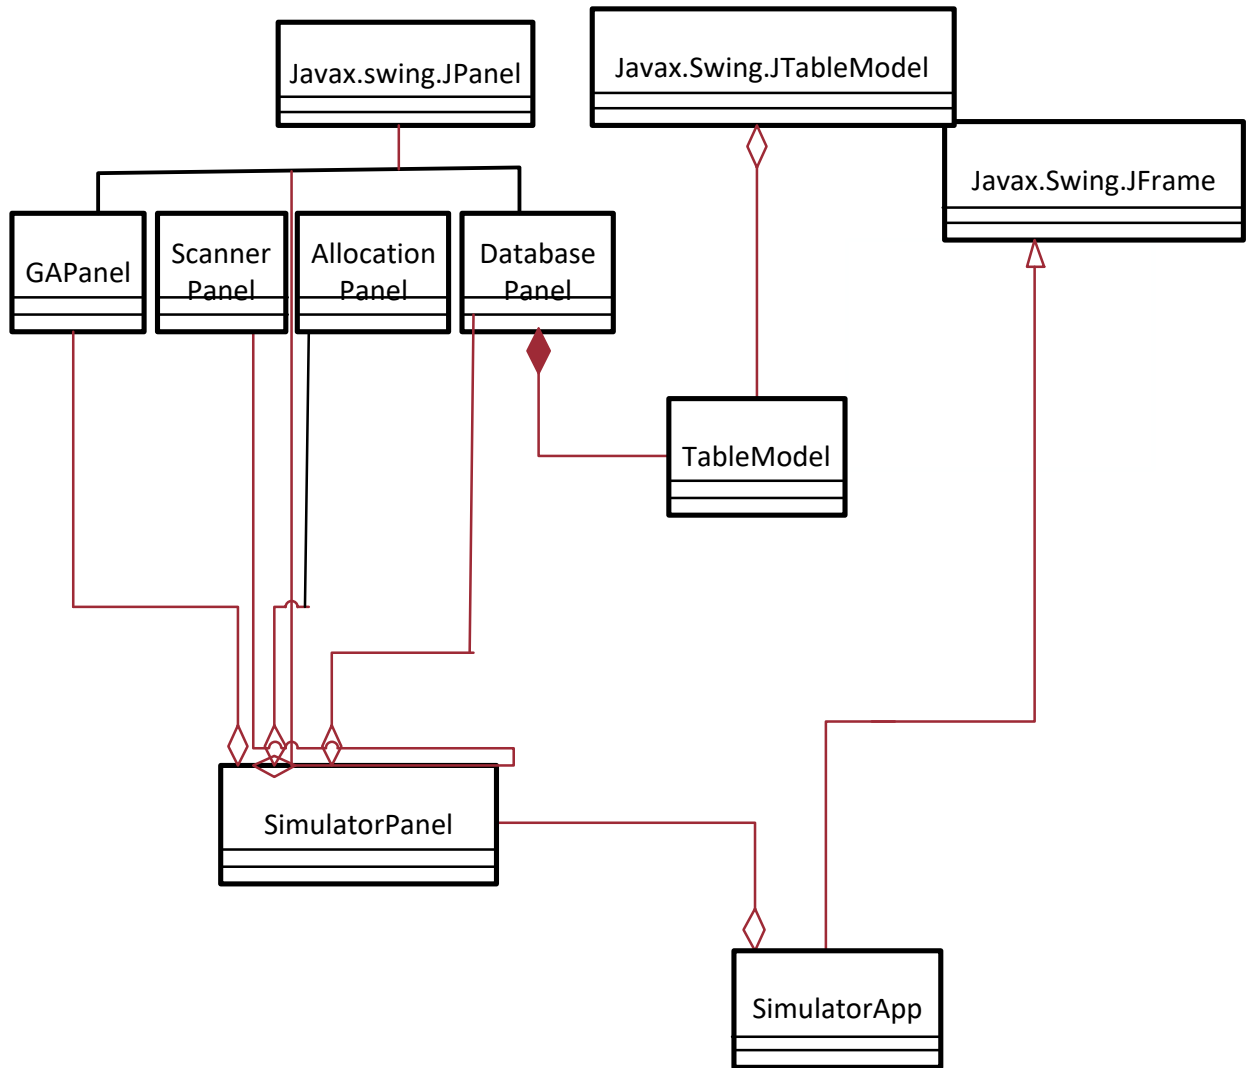 Javax.swing.JPanel
Javax.Swing.JTableModel
Javax.Swing.JFrame
GAPanel
Scanner
Panel
Allocation
Panel
Database
Panel
TableModel
SimulatorPanel
SimulatorApp